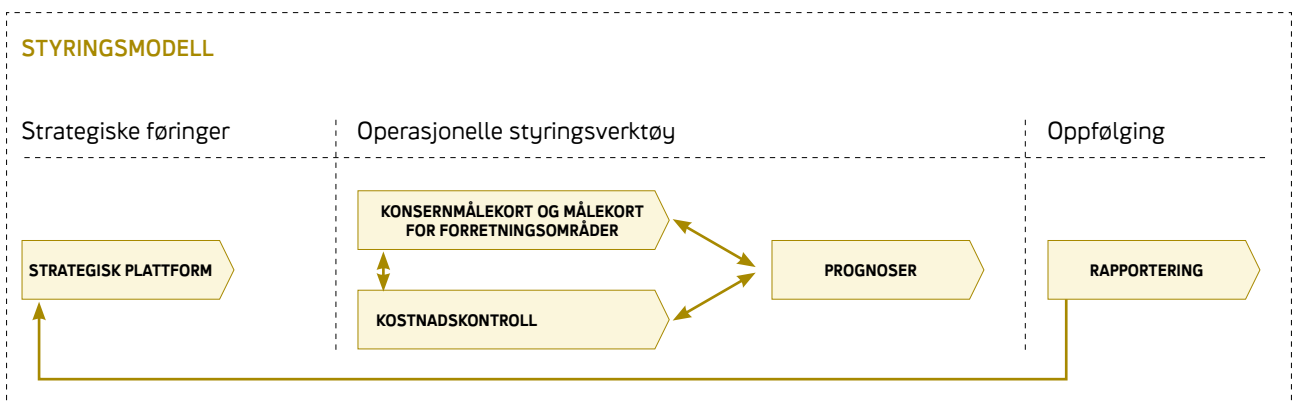 STYRINGSMODELL
Strategiske føringer
Operasjonelle styringsverktøy
Oppfølging
STRATEGISK PLATTFORM
KONSERNMÅLEKORT OG MÅLEKORT
FOR FORRETNINGSOMRÅDER
KOSTNADSKONTROLL
PROGNOSER
RAPPORTERING